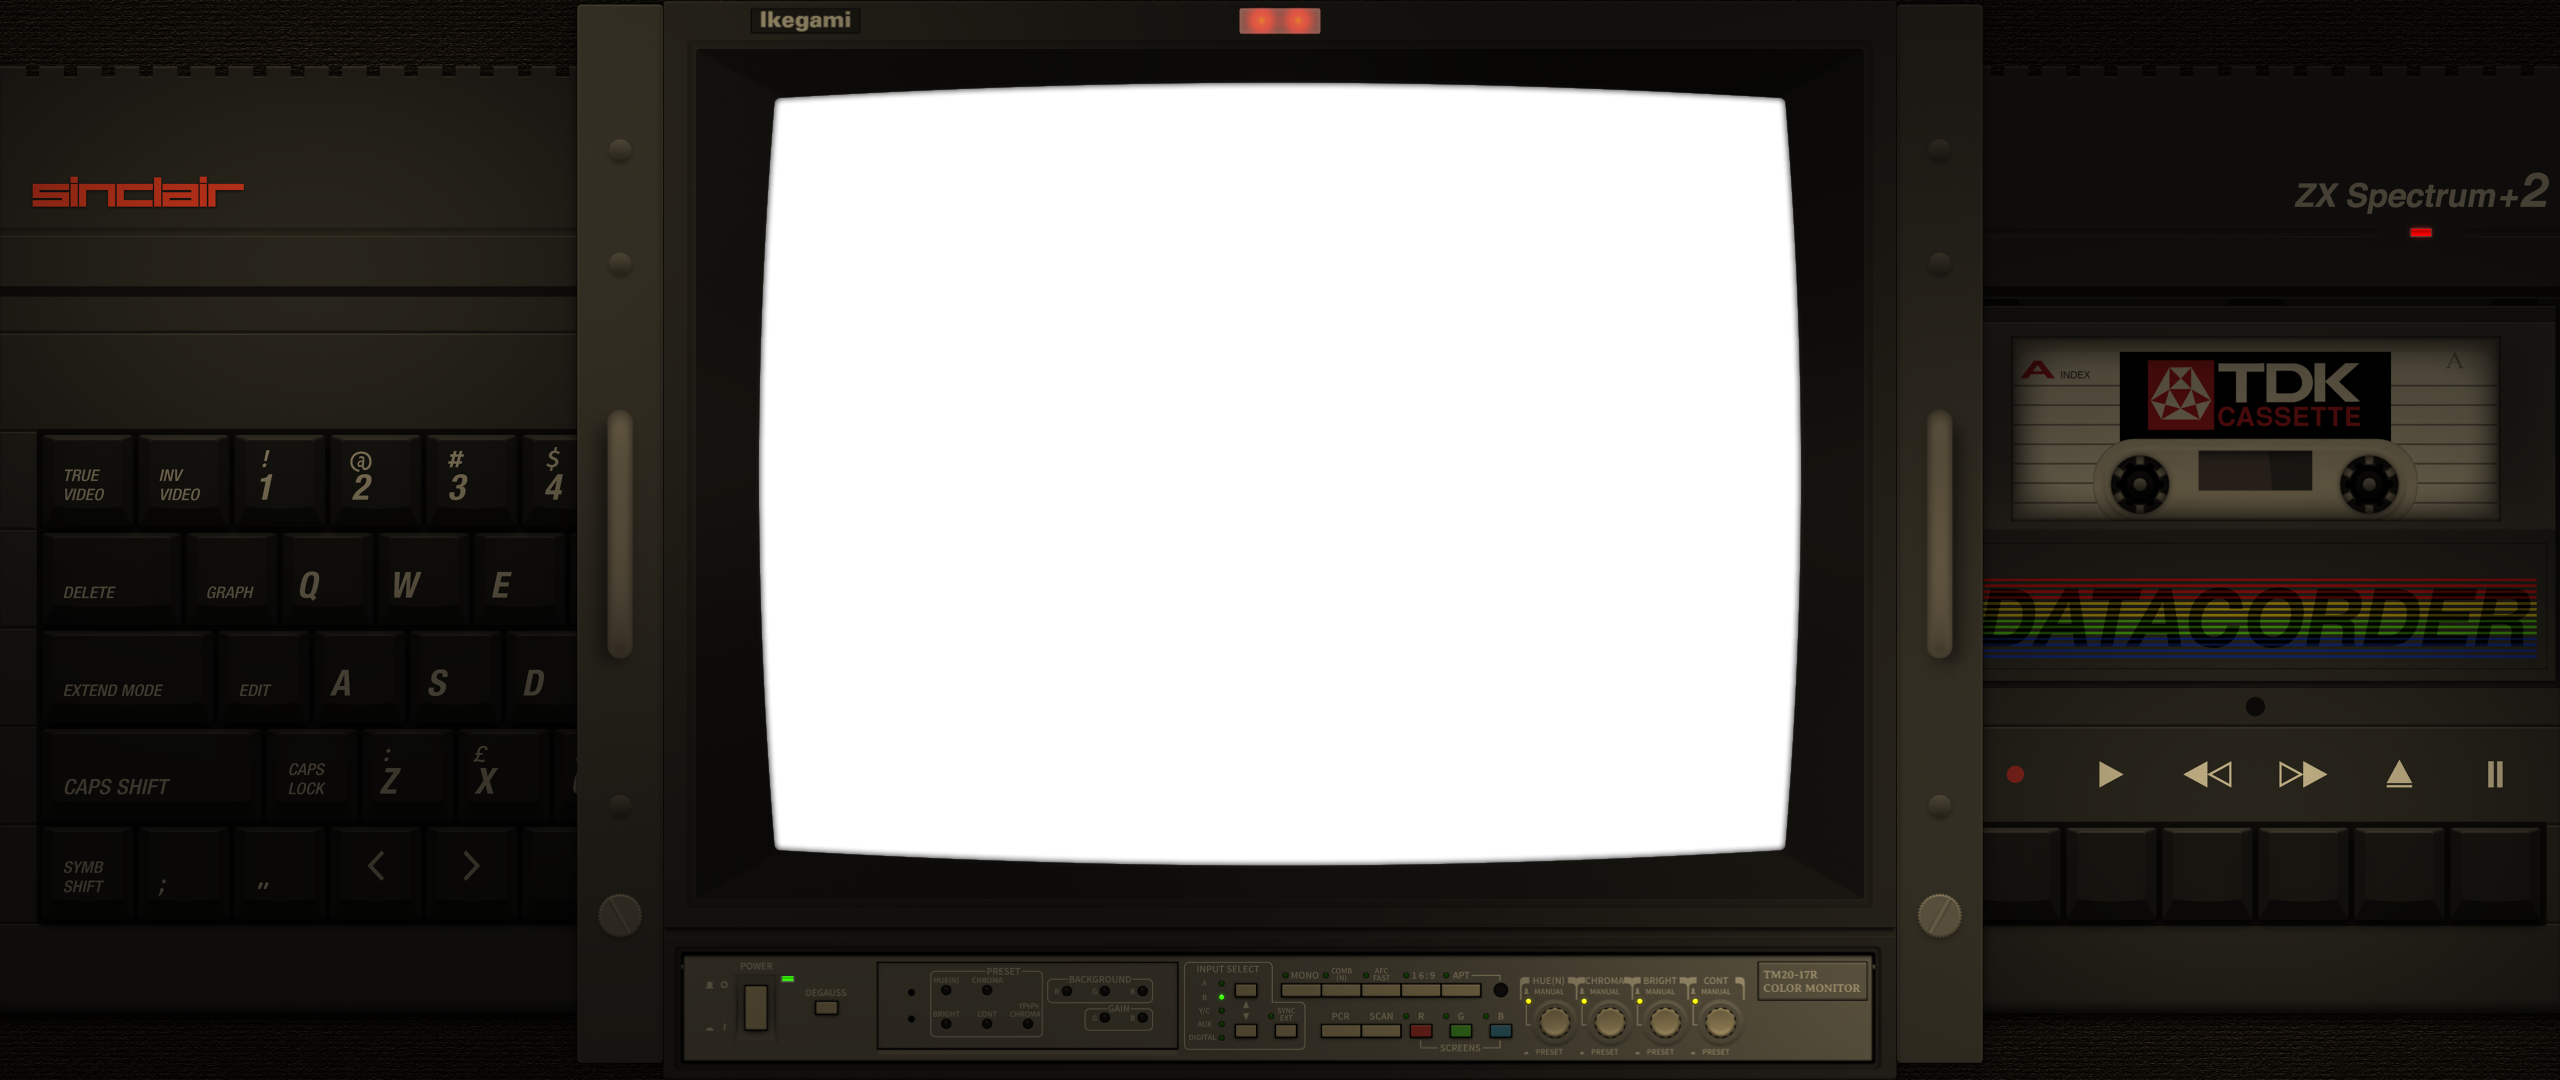 Ikegami
sinclair
ZX Spectrum+2
A INDEX
A
TDK
CASSETTE
DATACORDER
TRUE VIDEO
INV VIDEO
! 1
@ 2
# 3
$ 4
DELETE
GRAPH
Q
W
E
EXTEND MODE
EDIT
A
S
D
CAPS SHIFT
CAPS LOCK
: Z
£ X
SYMB SHIFT
;
"
<
>
POWER
DEGAUSS
PRESET
HUE(N)
CHROMA
BRIGHT
CONT
YPbPr
CHROMA
BACKGROUND
R
G
B
GAIN
G
B
INPUT SELECT
A
B
Y/C
AUX
DIGITAL
SYNC EXT
MONO
COMB (N)
AFC FAST
16:9
APT
PCR
SCAN
R
G
B
SCREENS
HUE(N)
CHROMA
BRIGHT
CONT
MANUAL
MANUAL
MANUAL
MANUAL
PRESET
PRESET
PRESET
PRESET
TM20-17R
COLOR MONITOR